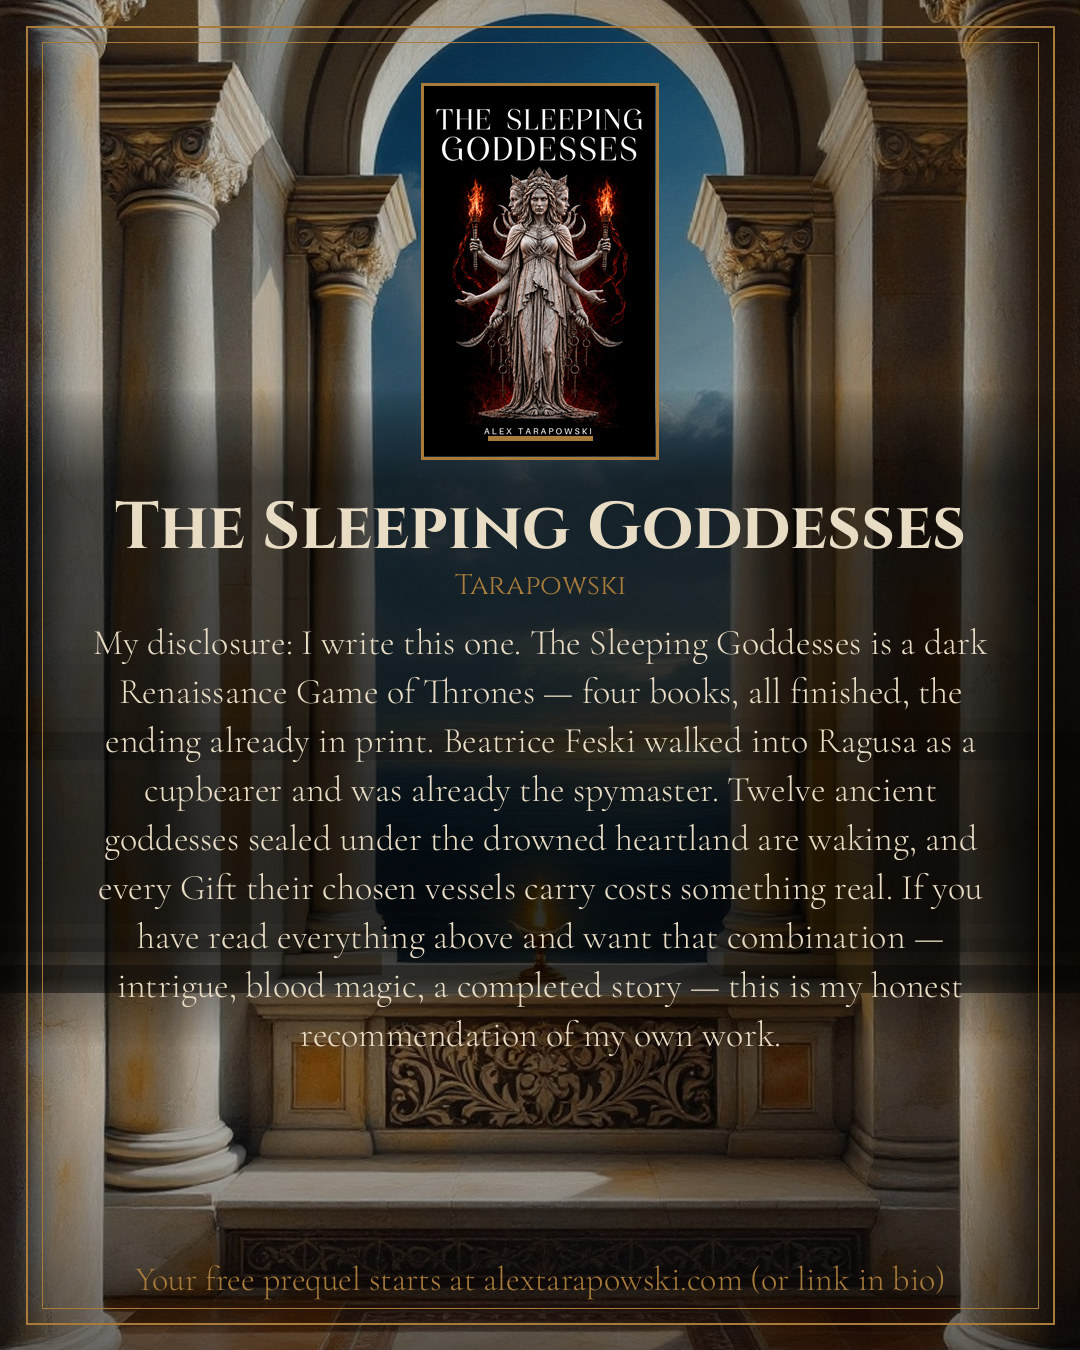 THE SLEEPING
GODDESSES
ALEX TARAPOWSKI
The Sleeping Goddesses
Tarapowski
My disclosure: I write this one. The Sleeping Goddesses is a dark
Renaissance Game of Thrones — four books, all finished, the
ending already in print. Beatrice Feski walked into Ragusa as a
cupbearer and was already the spymaster. Twelve ancient
goddesses sealed under the drowned heartland are waking, and
every Gift their chosen vessels carry costs something real. If you
have read everything above and want that combination —
intrigue, blood magic, a completed story — this is my honest
recommendation of my own work.
Your free prequel starts at alextarapowski.com (or link in bio)